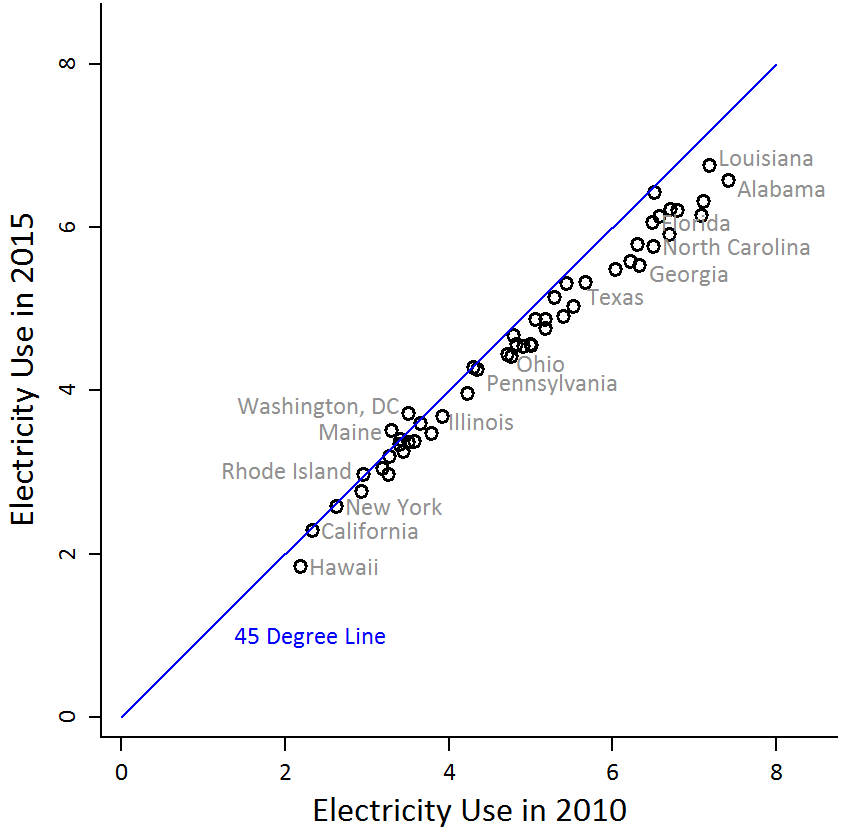 Electricity Use in 2015
8
6
4
2
0
Louisiana
Alabama
Florida
North Carolina
Georgia
Texas
Ohio
Pennsylvania
Washington, DC
Illinois
Maine
Rhode Island
New York
California
Hawaii
45 Degree Line
0 2 4 6 8
Electricity Use in 2010